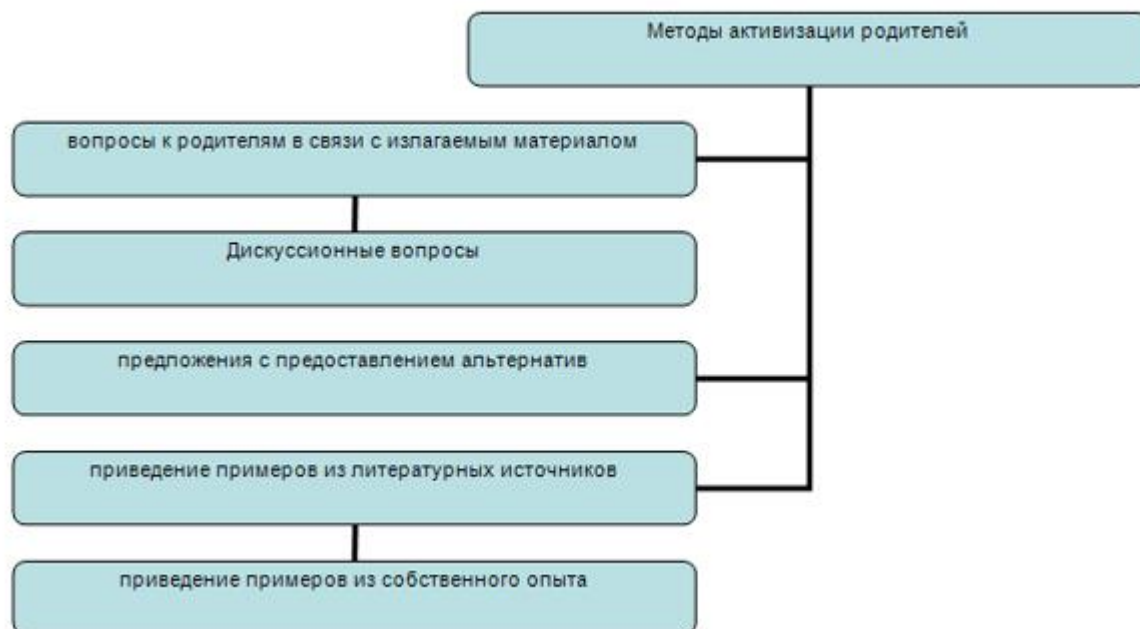 Методы активизации родителей
вопросы к родителям в связи с излагаемым материалом
Дискуссионные вопросы
предложения с предоставлением альтернатив
приведение примеров из литературных источников
приведение примеров из собственного опыта